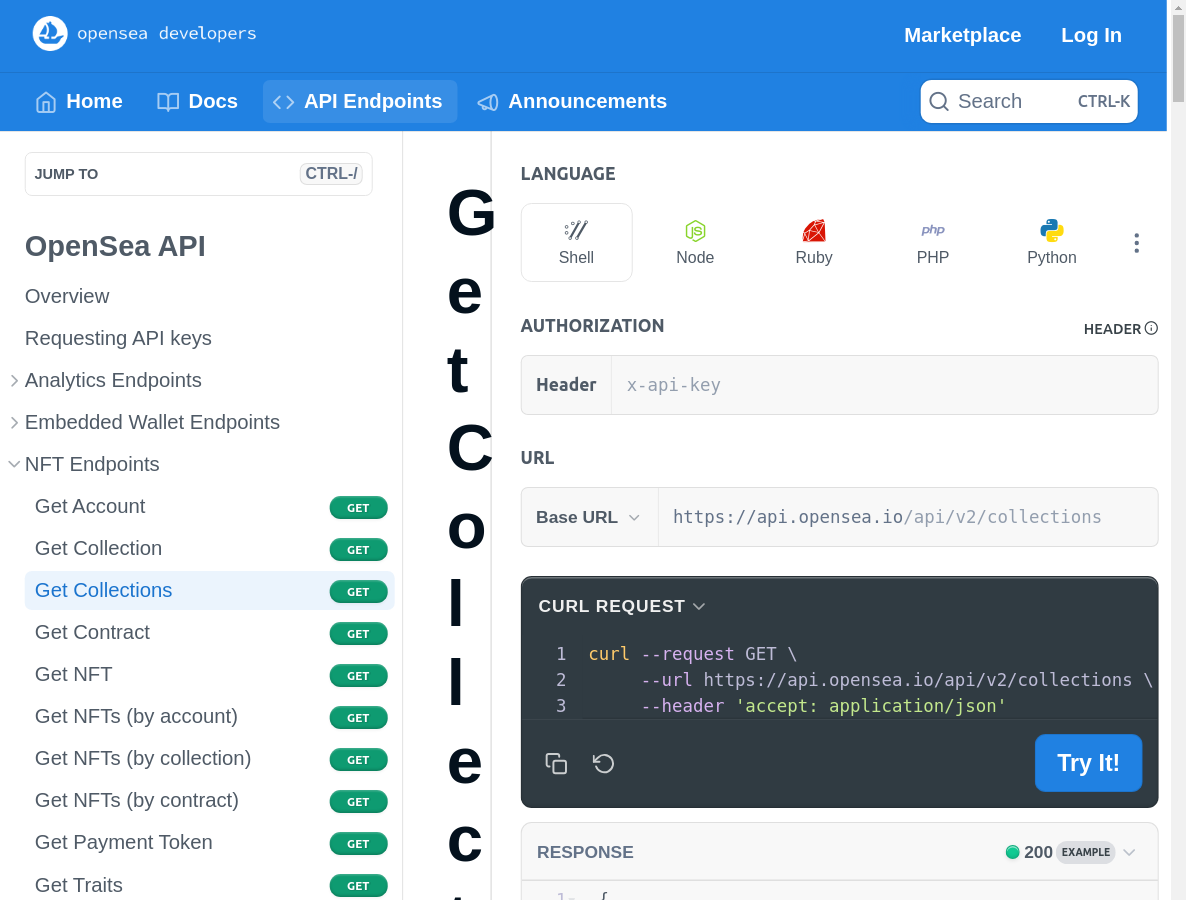 opensea developers
Marketplace
Log In
Home
Docs
API Endpoints
Announcements
Search
CTRL-K
JUMP TO
CTRL-/
OpenSea API
Overview
Requesting API keys
Analytics Endpoints
Embedded Wallet Endpoints
NFT Endpoints
Get Account GET
Get Collection GET
Get Collections GET
Get Contract GET
Get NFT GET
Get NFTs (by account) GET
Get NFTs (by collection) GET
Get NFTs (by contract) GET
Get Payment Token GET
Get Traits GET
G
e
t
C
o
l
l
e
c
LANGUAGE
Shell
Node
Ruby
php
PHP
Python
AUTHORIZATION
HEADER
Header
x-api-key
URL
Base URL
https://api.opensea.io/api/v2/collections
CURL REQUEST
1 curl --request GET \
2 --url https://api.opensea.io/api/v2/collections \
3 --header 'accept: application/json'
Try It!
RESPONSE
200 EXAMPLE
1 {